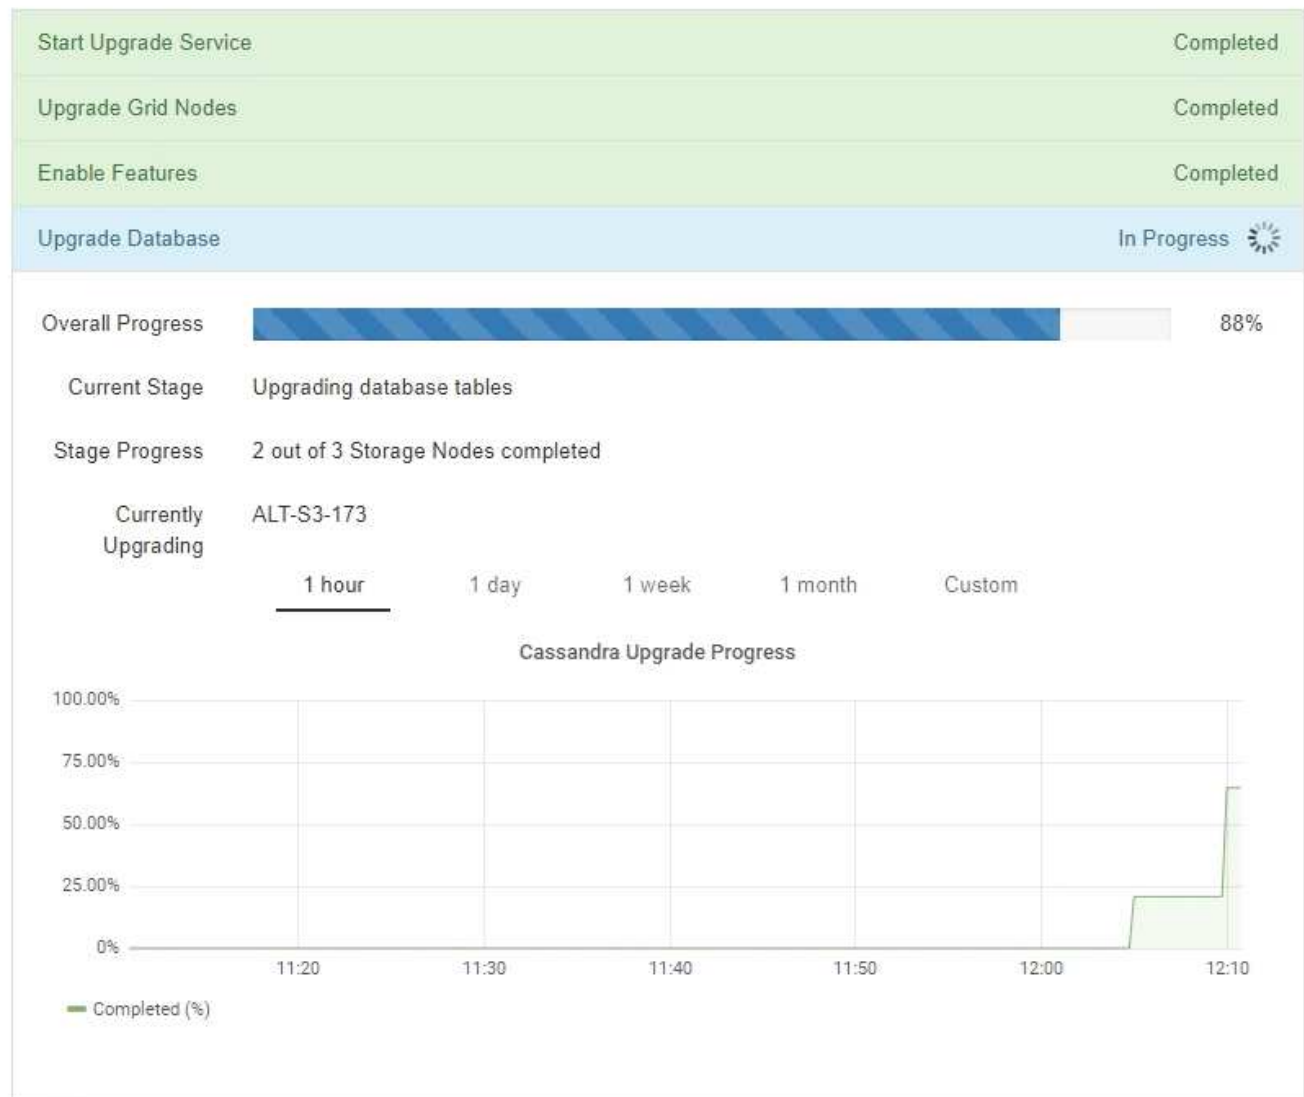 Start Upgrade Service Completed
Upgrade Grid Nodes Completed
Enable Features Completed
Upgrade Database In Progress
Overall Progress 88%
Current Stage Upgrading database tables
Stage Progress 2 out of 3 Storage Nodes completed
Currently ALT-S3-173
Upgrading
1 hour 1 day 1 week 1 month Custom
Cassandra Upgrade Progress
100.00%
75.00%
50.00%
25.00%
0%
11:20 11:30 11:40 11:50 12:00 12:10
Completed (%)